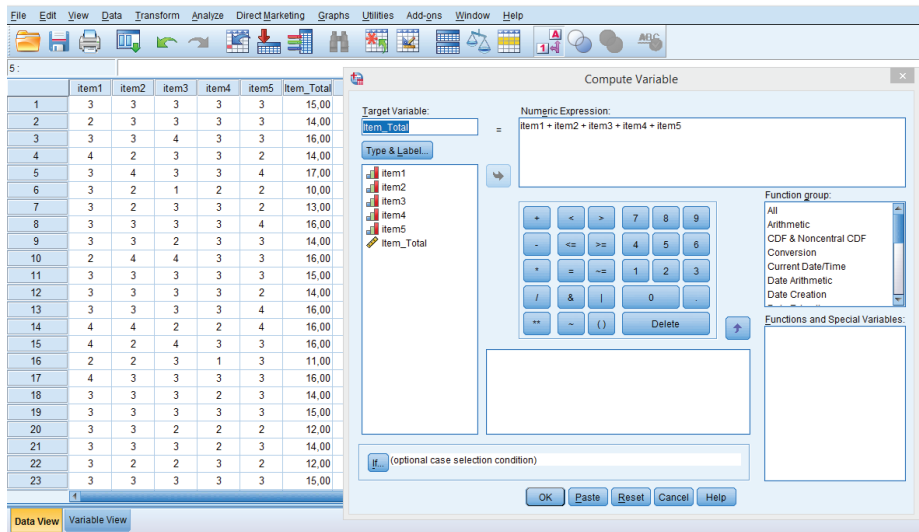 File Edit View Data Transform Analyze Direct Marketing Graphs Utilities Add-ons Window Help
5 :
item1 item2 item3 item4 item5 Item_Total
1 3 3 3 3 3 15,00
2 2 3 3 3 3 14,00
3 3 3 4 3 3 16,00
4 4 2 3 3 2 14,00
5 3 4 3 3 4 17,00
6 3 2 1 2 2 10,00
7 3 2 3 3 2 13,00
8 3 3 3 3 4 16,00
9 3 3 2 3 3 14,00
10 2 4 4 3 3 16,00
11 3 3 3 3 3 15,00
12 3 3 3 3 2 14,00
13 3 3 3 3 4 16,00
14 4 4 2 2 4 16,00
15 4 2 4 3 3 16,00
16 2 2 3 1 3 11,00
17 4 3 3 3 3 16,00
18 3 3 3 2 3 14,00
19 3 3 3 3 3 15,00
20 3 3 2 2 2 12,00
21 3 3 3 2 3 14,00
22 3 2 2 3 2 12,00
23 3 3 3 3 3 15,00
Data View Variable View
Compute Variable
Target Variable:
Item_Total
=
Numeric Expression:
item1 + item2 + item3 + item4 + item5
Type & Label...
item1
item2
item3
item4
item5
Item_Total
+ < > 7 8 9
- <= >= 4 5 6
* = ~= 1 2 3
/ & | 0 .
** ~ ( ) Delete
Function group:
All
Arithmetic
CDF & Noncentral CDF
Conversion
Current Date/Time
Date Arithmetic
Date Creation
Functions and Special Variables:
If... (optional case selection condition)
OK Paste Reset Cancel Help